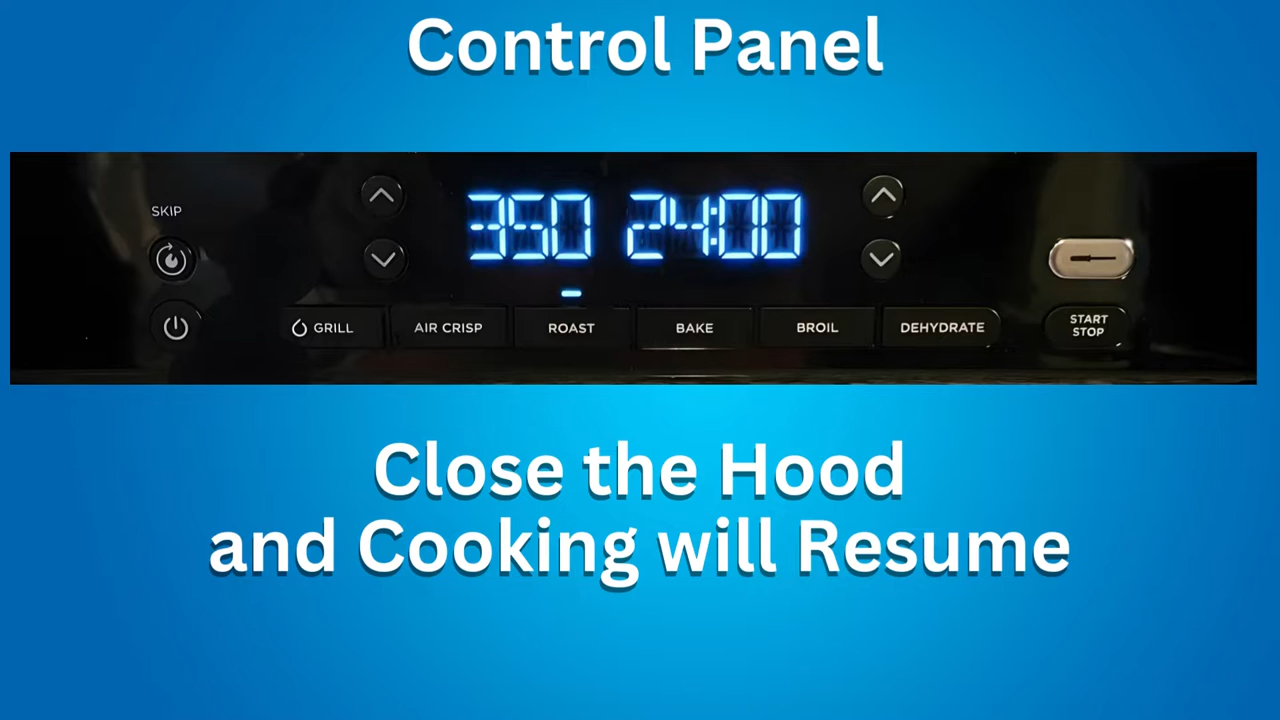 Control Panel
SKIP
350 24:00
GRILL
AIR CRISP
ROAST
BAKE
BROIL
DEHYDRATE
START
STOP
Close the Hood
and Cooking will Resume